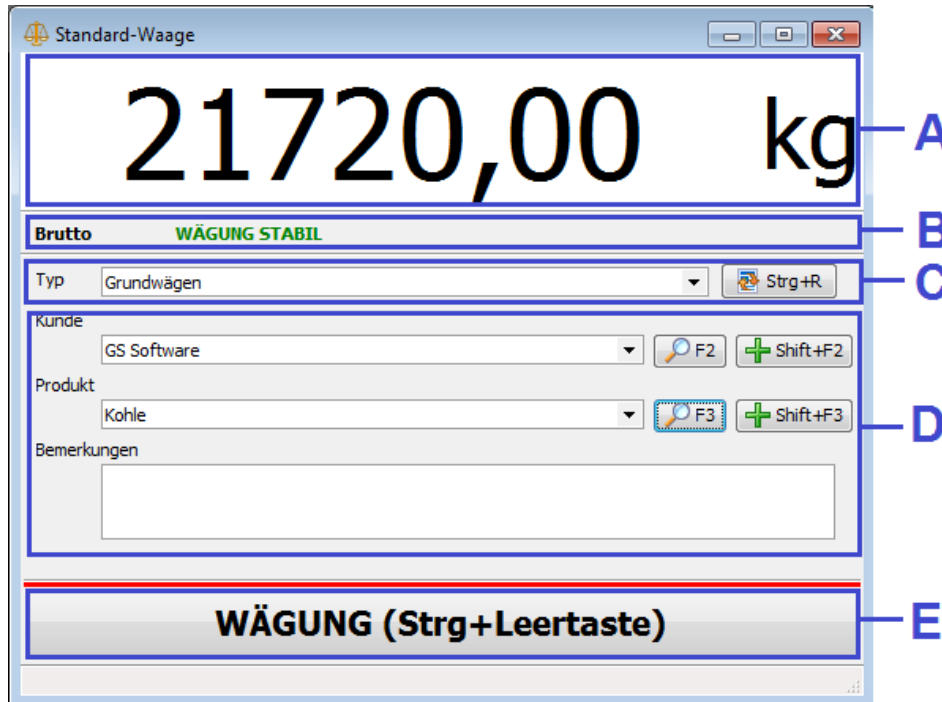 Standard-Waage
21720,00 kg
A
Brutto WÄGUNG STABIL
B
Typ Grundwägen Strg+R
C
Kunde
GS Software F2 Shift+F2
Produkt
Kohle F3 Shift+F3
D
Bemerkungen
WÄGUNG (Strg+Leertaste)
E